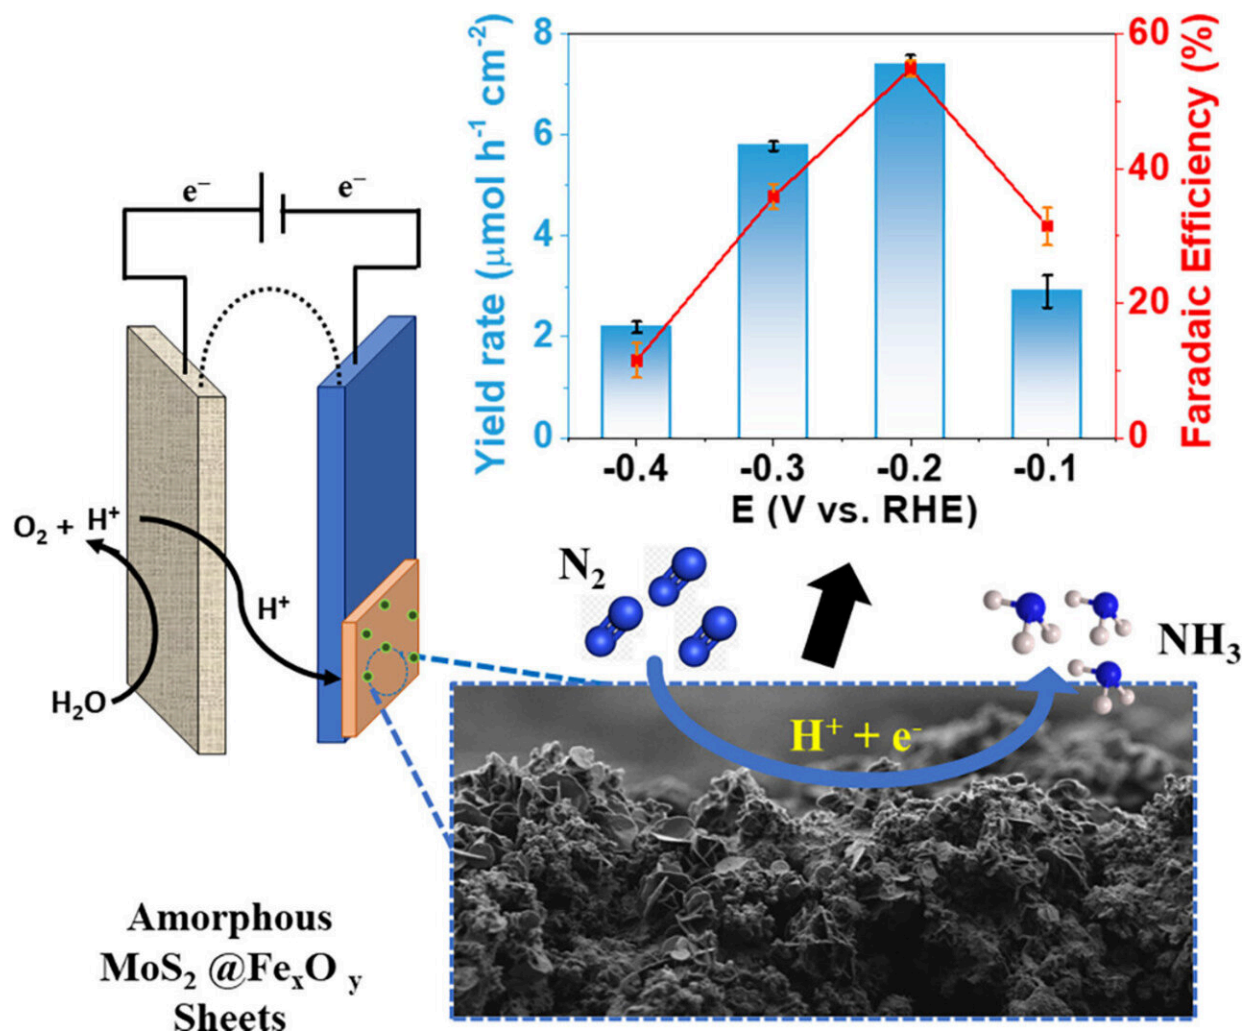 8
6
4
2
0
Yield rate (μmol h⁻¹ cm⁻²)
60
40
20
0
Faradaic Efficiency (%)
-0.4 -0.3 -0.2 -0.1
E (V vs. RHE)
e⁻ e⁻
O₂ + H⁺
H⁺
H₂O
N₂
NH₃
H⁺ + e⁻
Amorphous
MoS₂ @FeₓO y
Sheets